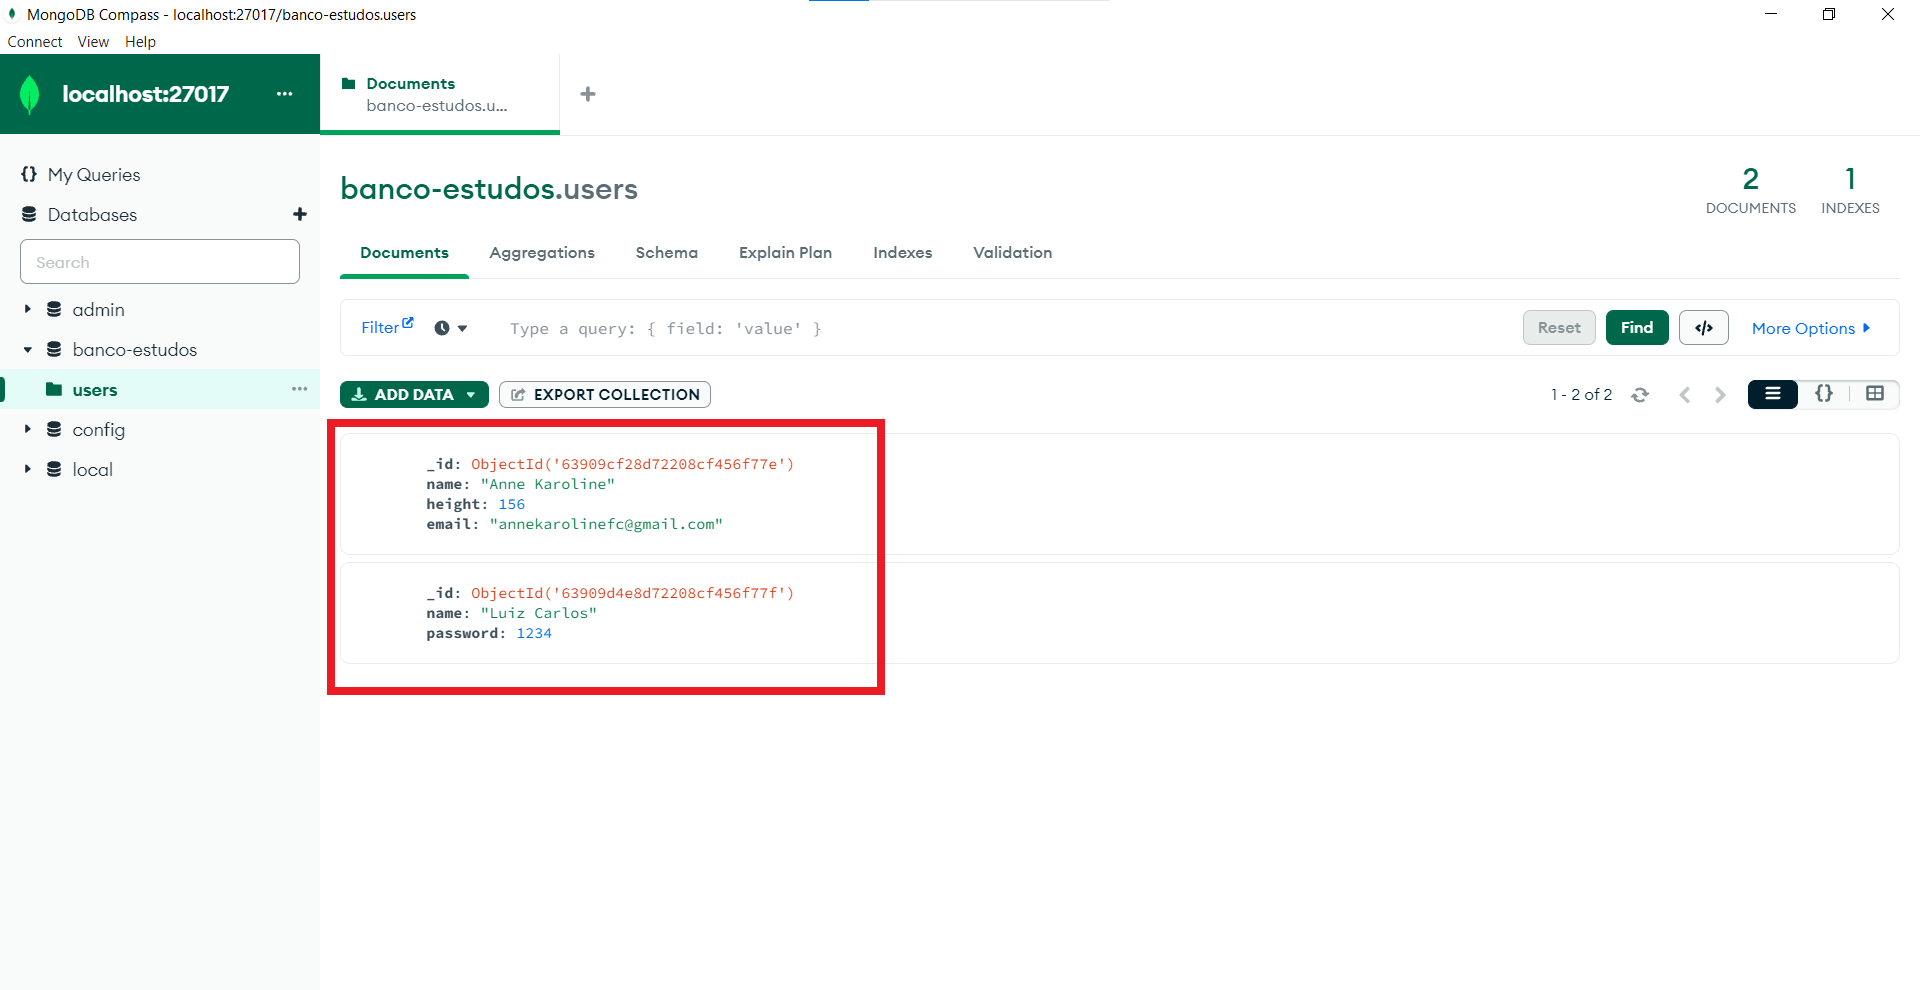 MongoDB Compass - localhost:27017/banco-estudos.users
Connect View Help
localhost:27017 ...
Documents
banco-estudos.u...
My Queries
Databases
Search
admin
banco-estudos
users
config
local
banco-estudos.users
2
DOCUMENTS
1
INDEXES
Documents Aggregations Schema Explain Plan Indexes Validation
Filter Type a query: { field: 'value' } Reset Find </> More Options
ADD DATA EXPORT COLLECTION 1 - 2 of 2 {}
_id: ObjectId('63909cf28d72208cf456f77e')
name: "Anne Karoline"
height: 156
email: "annekarolinefc@gmail.com"
_id: ObjectId('63909d4e8d72208cf456f77f')
name: "Luiz Carlos"
password: 1234